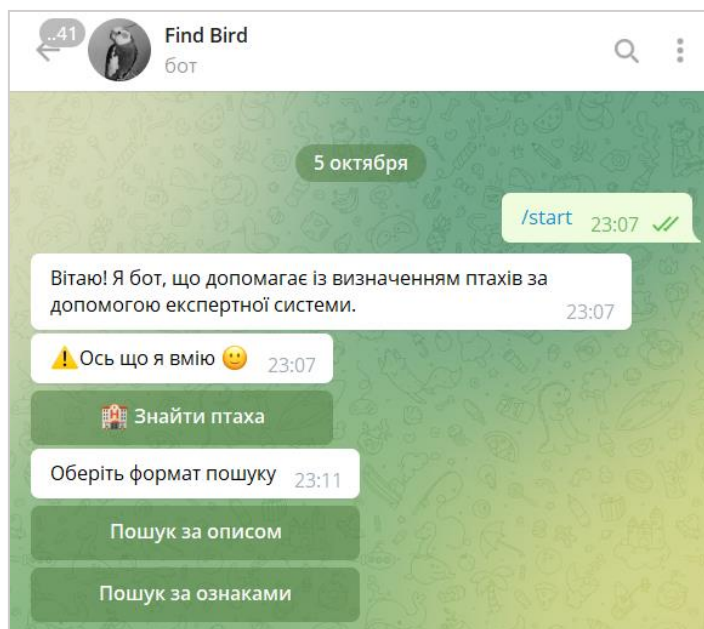 ..41
Find Bird
бот
5 октября
/start 23:07
Вітаю! Я бот, що допомагає із визначенням птахів за
допомогою експертної системи.
23:07
⚠️Ось що я вмію 🙂 23:07
🏩 Знайти птаха
Оберіть формат пошуку 23:11
Пошук за описом
Пошук за ознаками